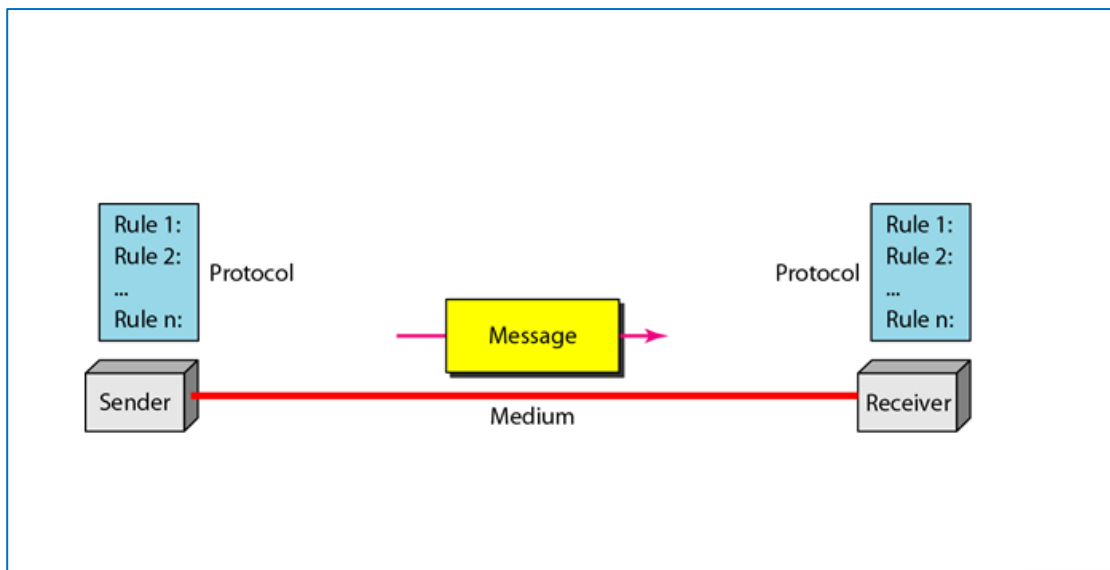 Rule 1:
Rule 2:
...
Rule n:
Protocol
Protocol
Rule 1:
Rule 2:
...
Rule n:
Message
Sender
Medium
Receiver